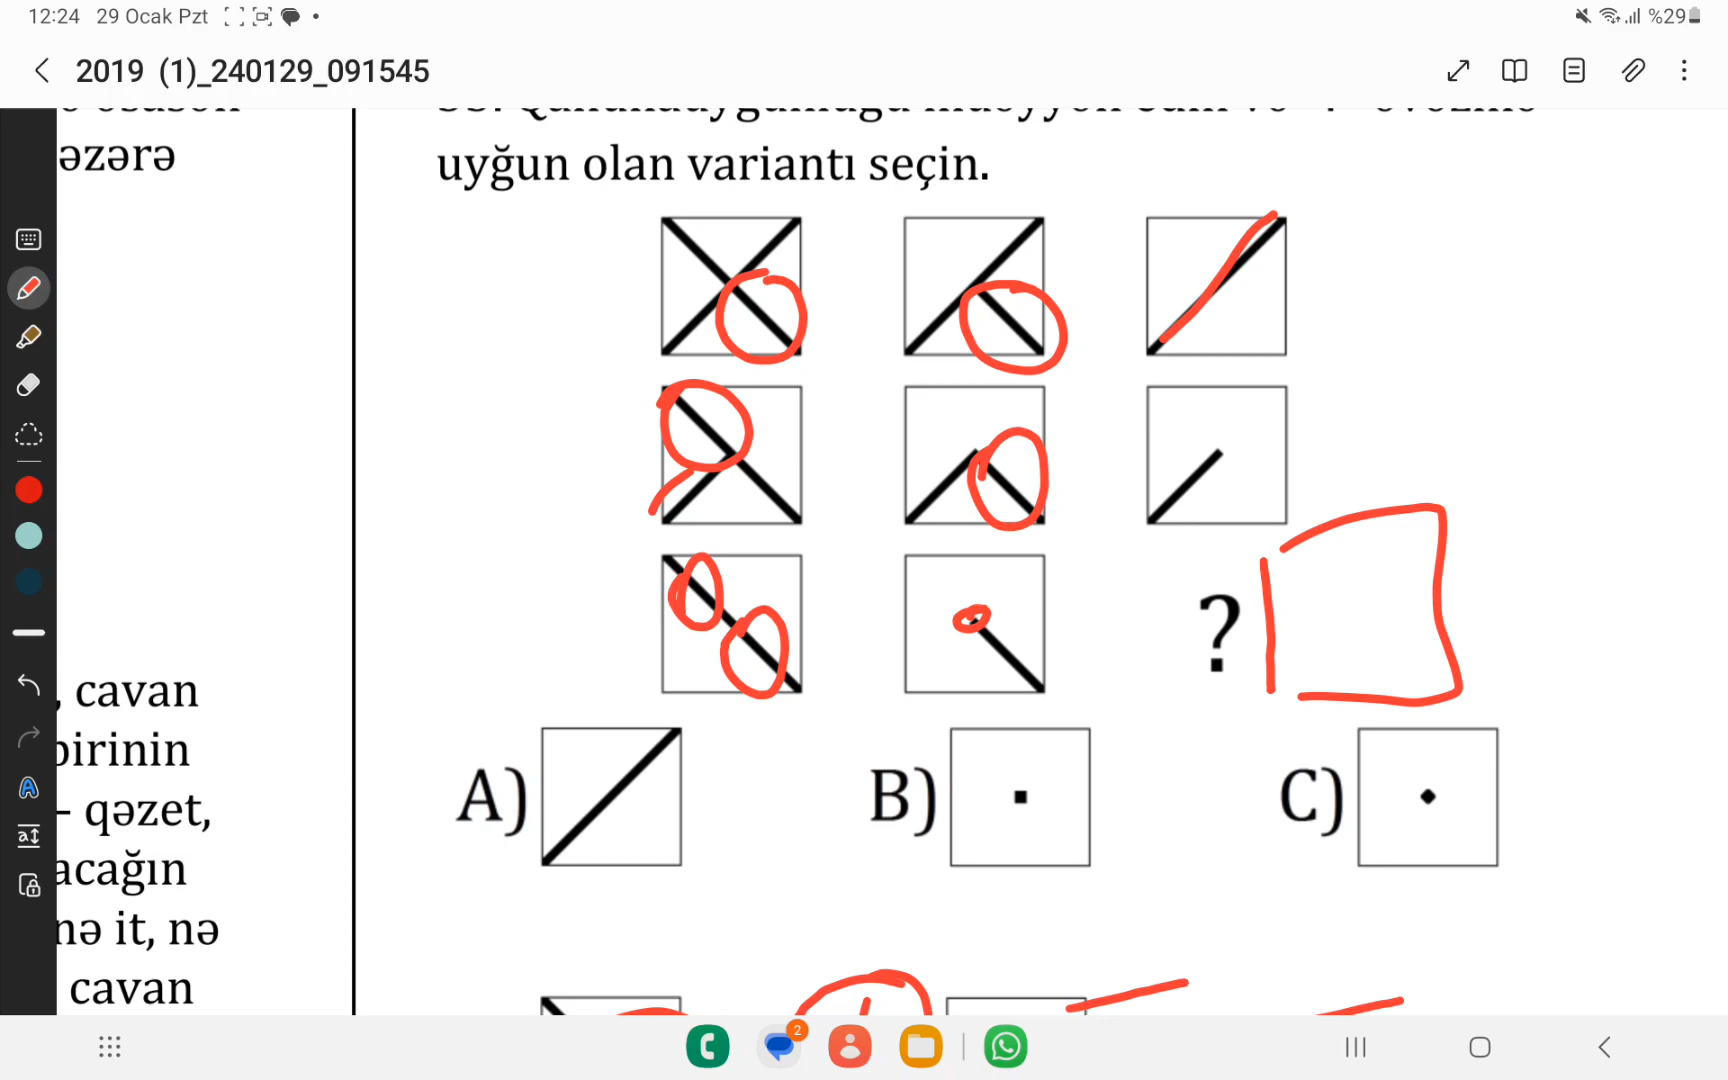 12:24 29 Ocak Pzt
%29
2019 (1)_240129_091545
əzərə
, cavan
birinin
- qəzet,
acağın
nə it, nə
cavan
uyğun olan variantı seçin.
?
A)
B)
C)
2